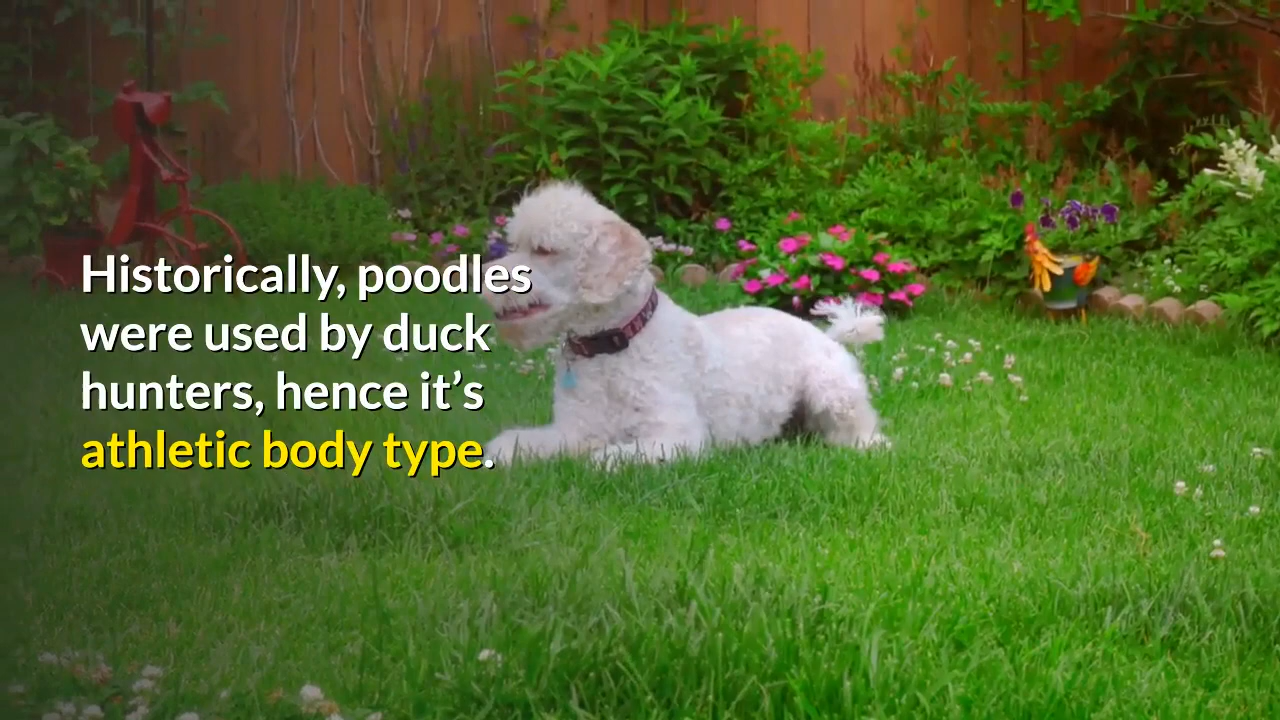 Historically, poodles
were used by duck
hunters, hence it’s
athletic body type.